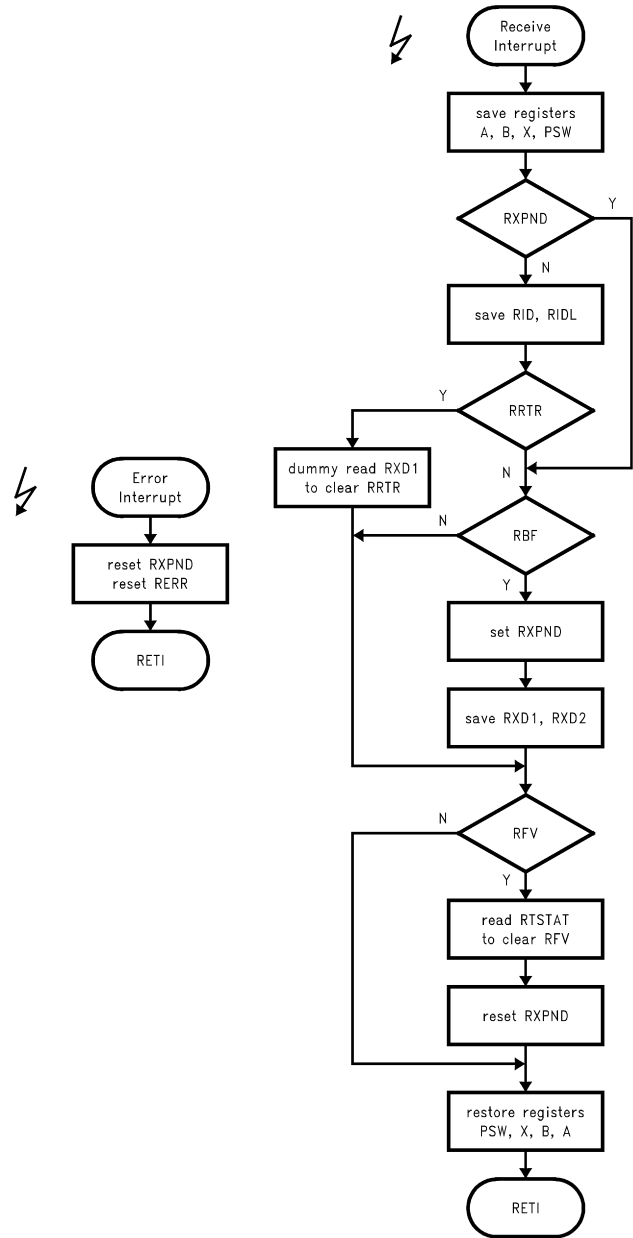 Receive
Interrupt
save registers
A, B, X, PSW
RXPND
Y
N
save RID, RIDL
RRTR
Y
N
dummy read RXD1
to clear RRTR
RBF
N
Y
set RXPND
save RXD1, RXD2
RFV
N
Y
read RTSTAT
to clear RFV
reset RXPND
restore registers
PSW, X, B, A
RETI
Error
Interrupt
reset RXPND
reset RERR
RETI